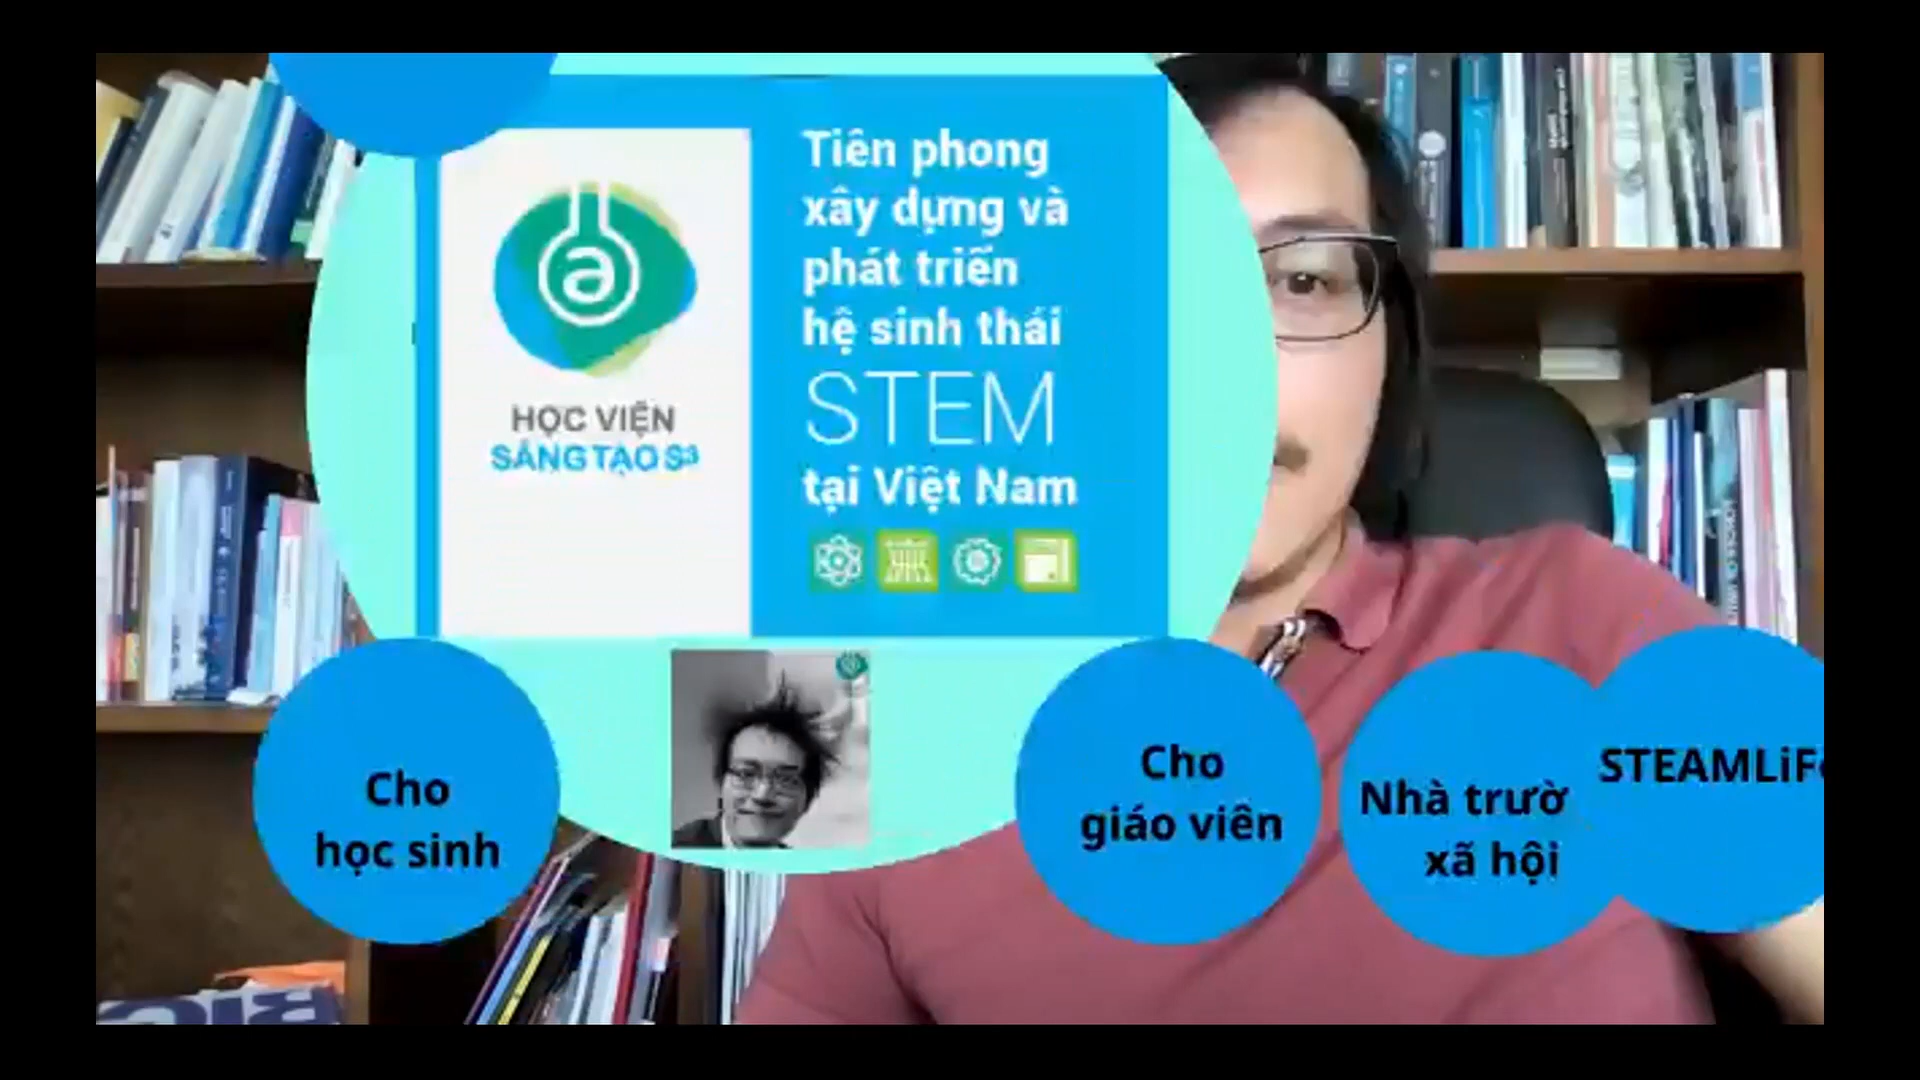 Tiên phong
xây dựng và
phát triển
hệ sinh thái
STEM
tại Việt Nam
HỌC VIỆN
SÁNG TẠO S3
Cho
học sinh
Cho
giáo viên
Nhà trườ
xã hội
STEAMLiFe